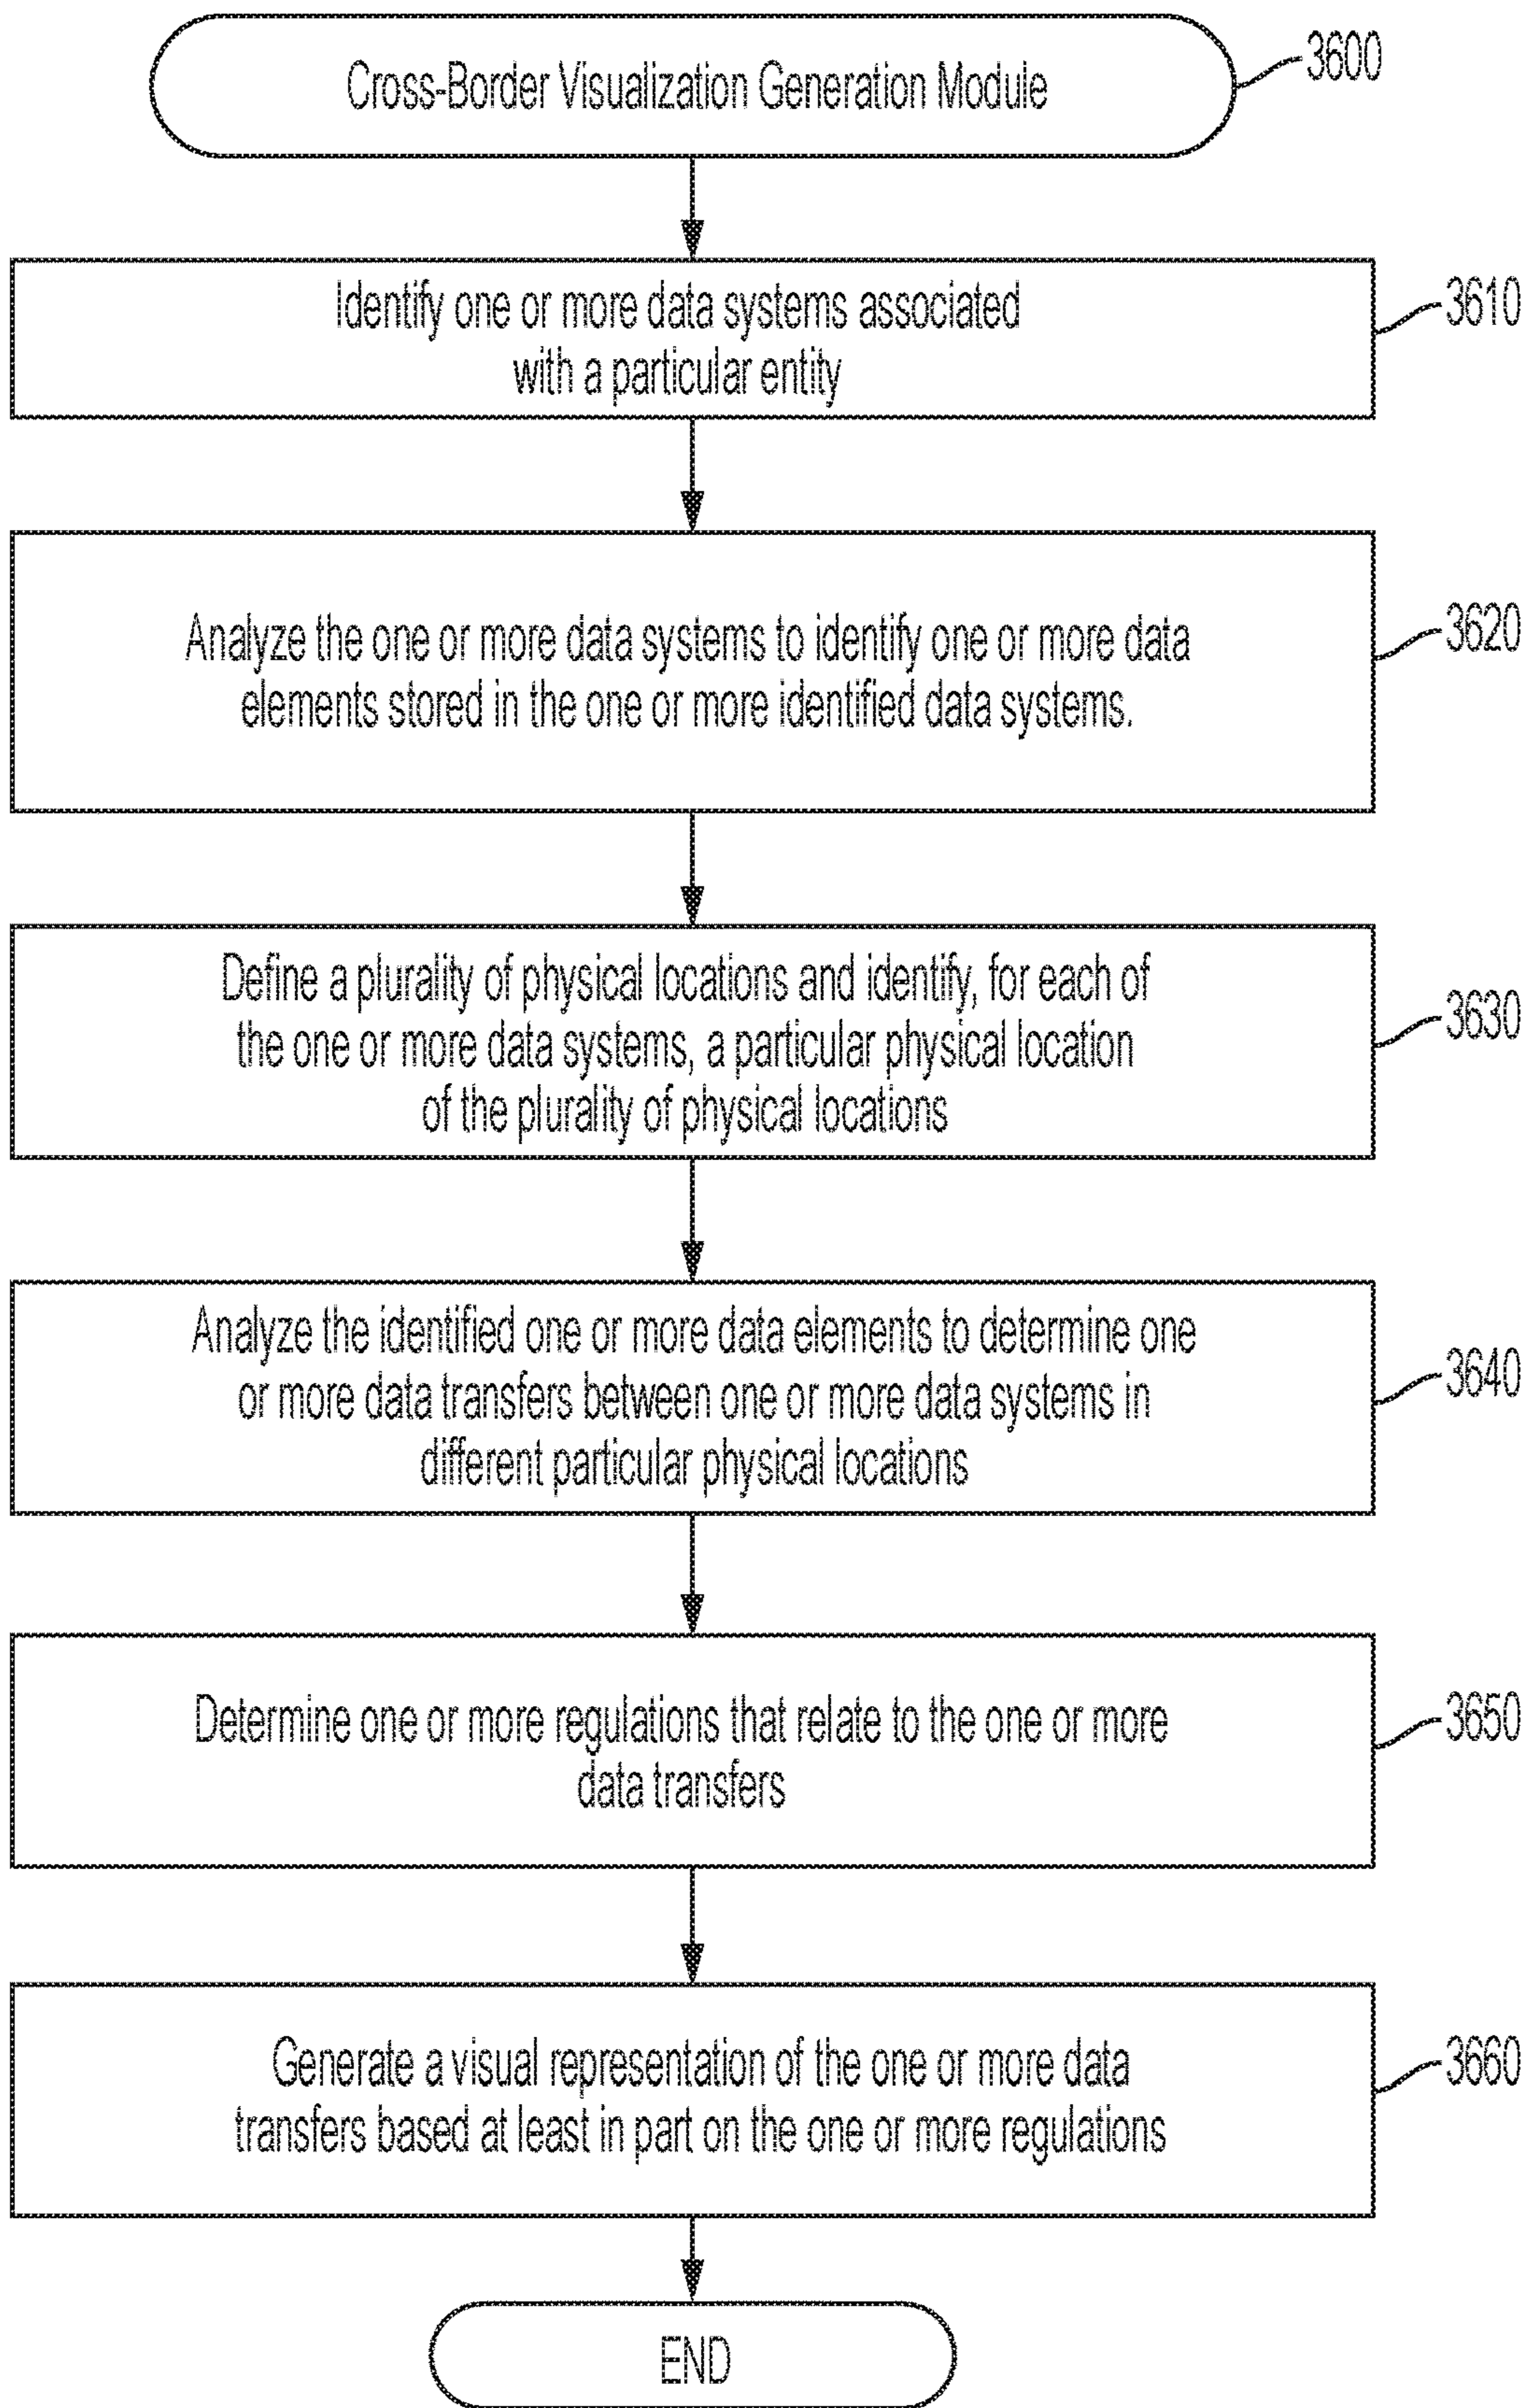 Cross-Border Visualization Generation Module
3600
Identify one or more data systems associated
with a particular entity
3610
Analyze the one or more data systems to identify one or more data
elements stored in the one or more identified data systems.
3620
Define a plurality of physical locations and identify, for each of
the one or more data systems, a particular physical location
of the plurality of physical locations
3630
Analyze the identified one or more data elements to determine one
or more data transfers between one or more data systems in
different particular physical locations
3640
Determine one or more regulations that relate to the one or more
data transfers
3650
Generate a visual representation of the one or more data
transfers based at least in part on the one or more regulations
3660
END